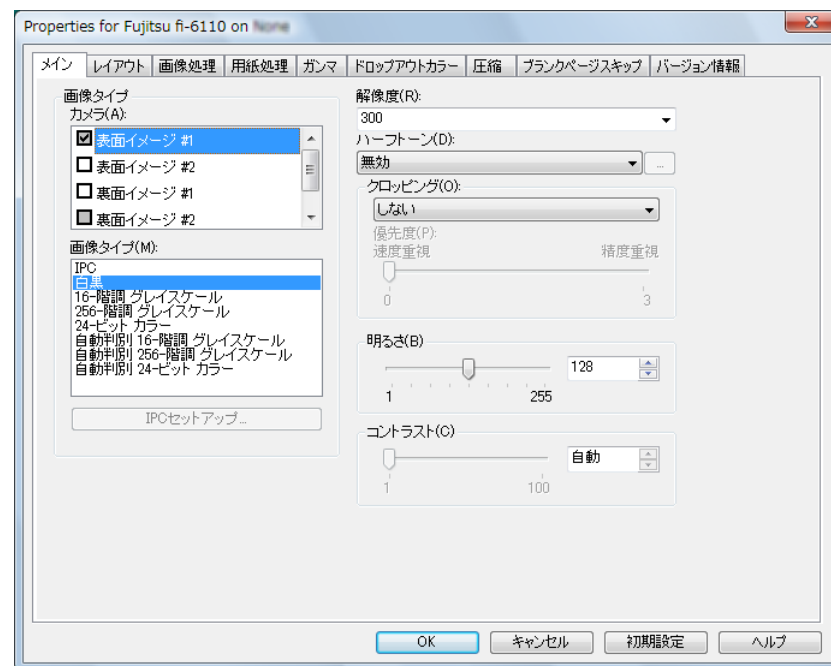 Properties for Fujitsu fi-6110 on None
メイン レイアウト 画像処理 用紙処理 ガンマ ドロップアウトカラー 圧縮 ブランクページスキップ バージョン情報
画像タイプ
カメラ(A):
表面イメージ #1
表面イメージ #2
裏面イメージ #1
裏面イメージ #2
画像タイプ(M):
IPC
白黒
16-階調 グレイスケール
256-階調 グレイスケール
24-ビット カラー
自動判別 16-階調 グレイスケール
自動判別 256-階調 グレイスケール
自動判別 24-ビット カラー
IPCセットアップ...
解像度(R):
300
ハーフトーン(D):
無効
...
クロッピング(O):
しない
優先度(P):
速度重視 精度重視
0 3
明るさ(B)
128
1 255
コントラスト(C)
自動
1 100
OK キャンセル 初期設定 ヘルプ